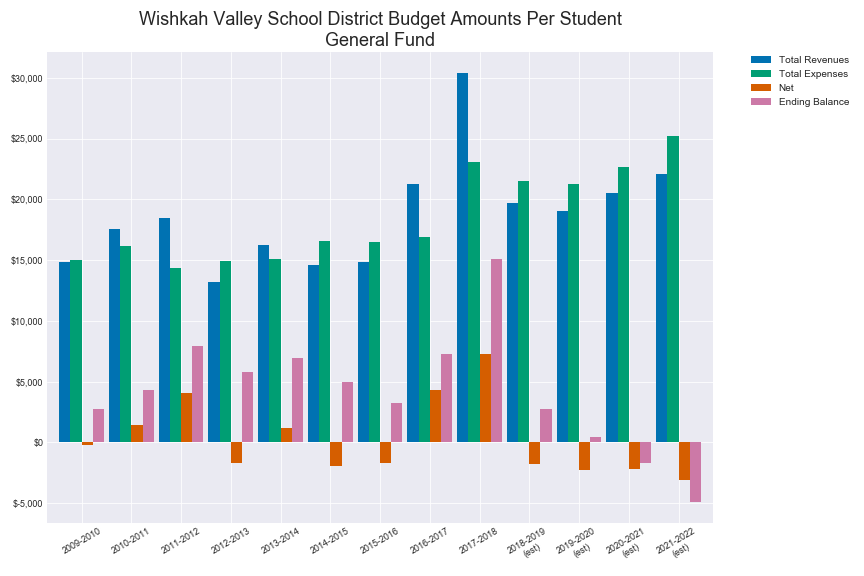 Wishkah Valley School District Budget Amounts Per Student
General Fund
Total Revenues
Total Expenses
Net
Ending Balance
$30,000
$25,000
$20,000
$15,000
$10,000
$5,000
$0
$-5,000
2009-2010
2010-2011
2011-2012
2012-2013
2013-2014
2014-2015
2015-2016
2016-2017
2017-2018
2018-2019
(est)
2019-2020
(est)
2020-2021
(est)
2021-2022
(est)